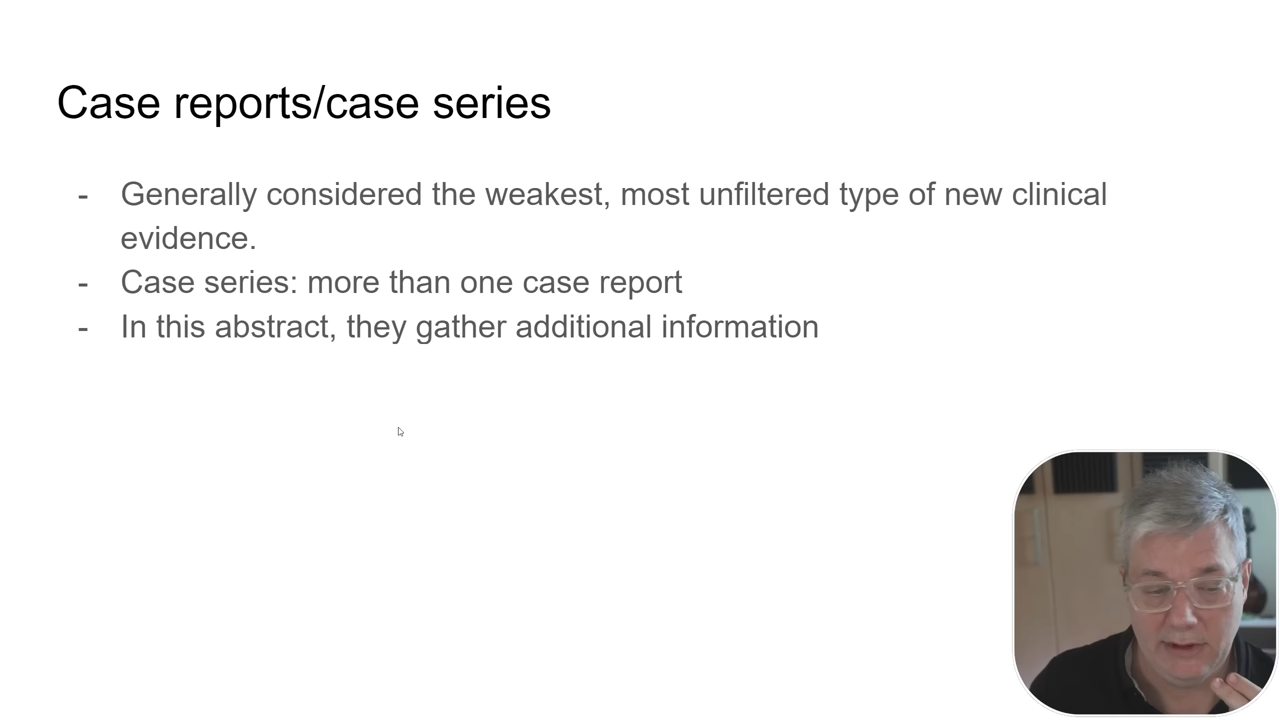 Case reports/case series
- Generally considered the weakest, most unfiltered type of new clinical
evidence.
- Case series: more than one case report
- In this abstract, they gather additional information